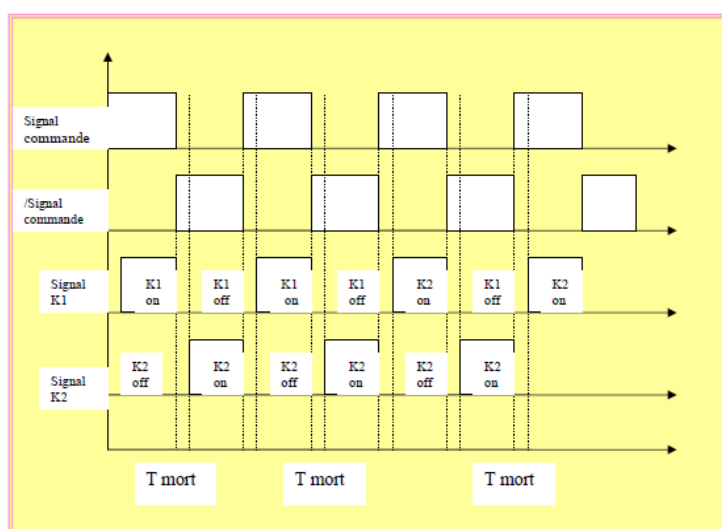 Signal
commande
/Signal
commande
Signal
K1
K1
on
K1
off
K1
on
K1
off
K2
on
K1
off
K2
on
Signal
K2
K2
off
K2
on
K2
off
K2
on
K2
off
K2
on
T mort
T mort
T mort